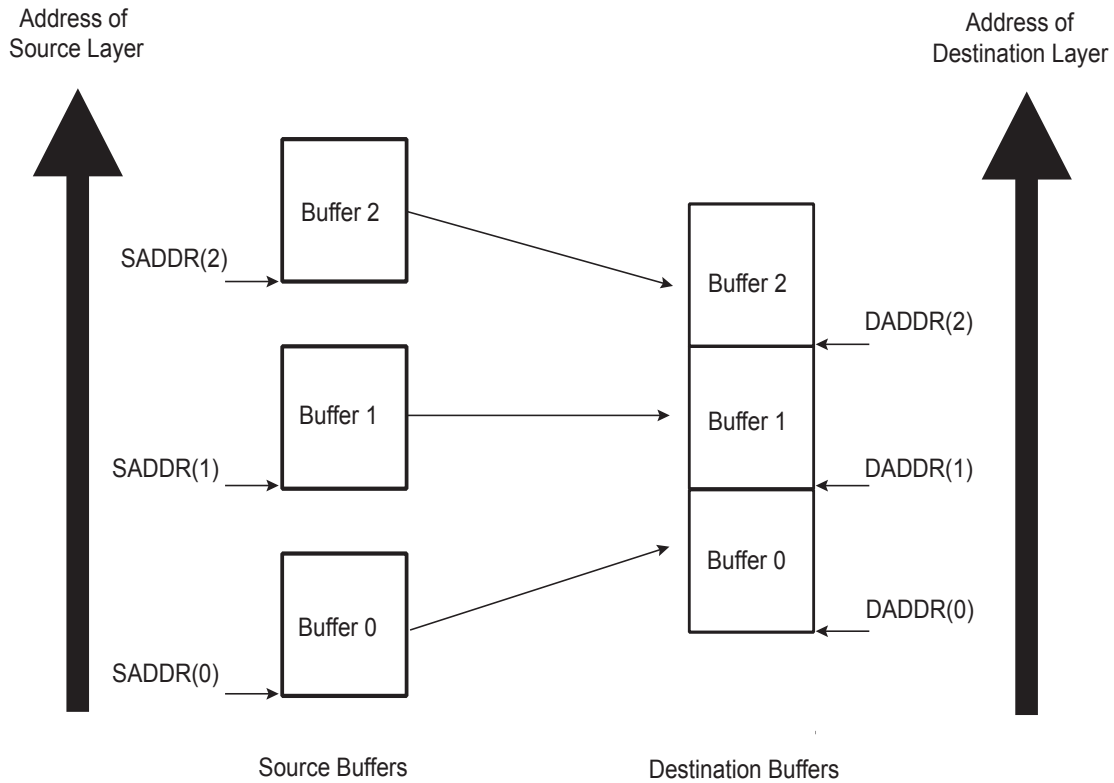 Address of
Source Layer
Address of
Destination Layer
Buffer 2
SADDR(2)
Buffer 2
DADDR(2)
Buffer 1
Buffer 1
SADDR(1)
DADDR(1)
Buffer 0
Buffer 0
DADDR(0)
SADDR(0)
Source Buffers
Destination Buffers